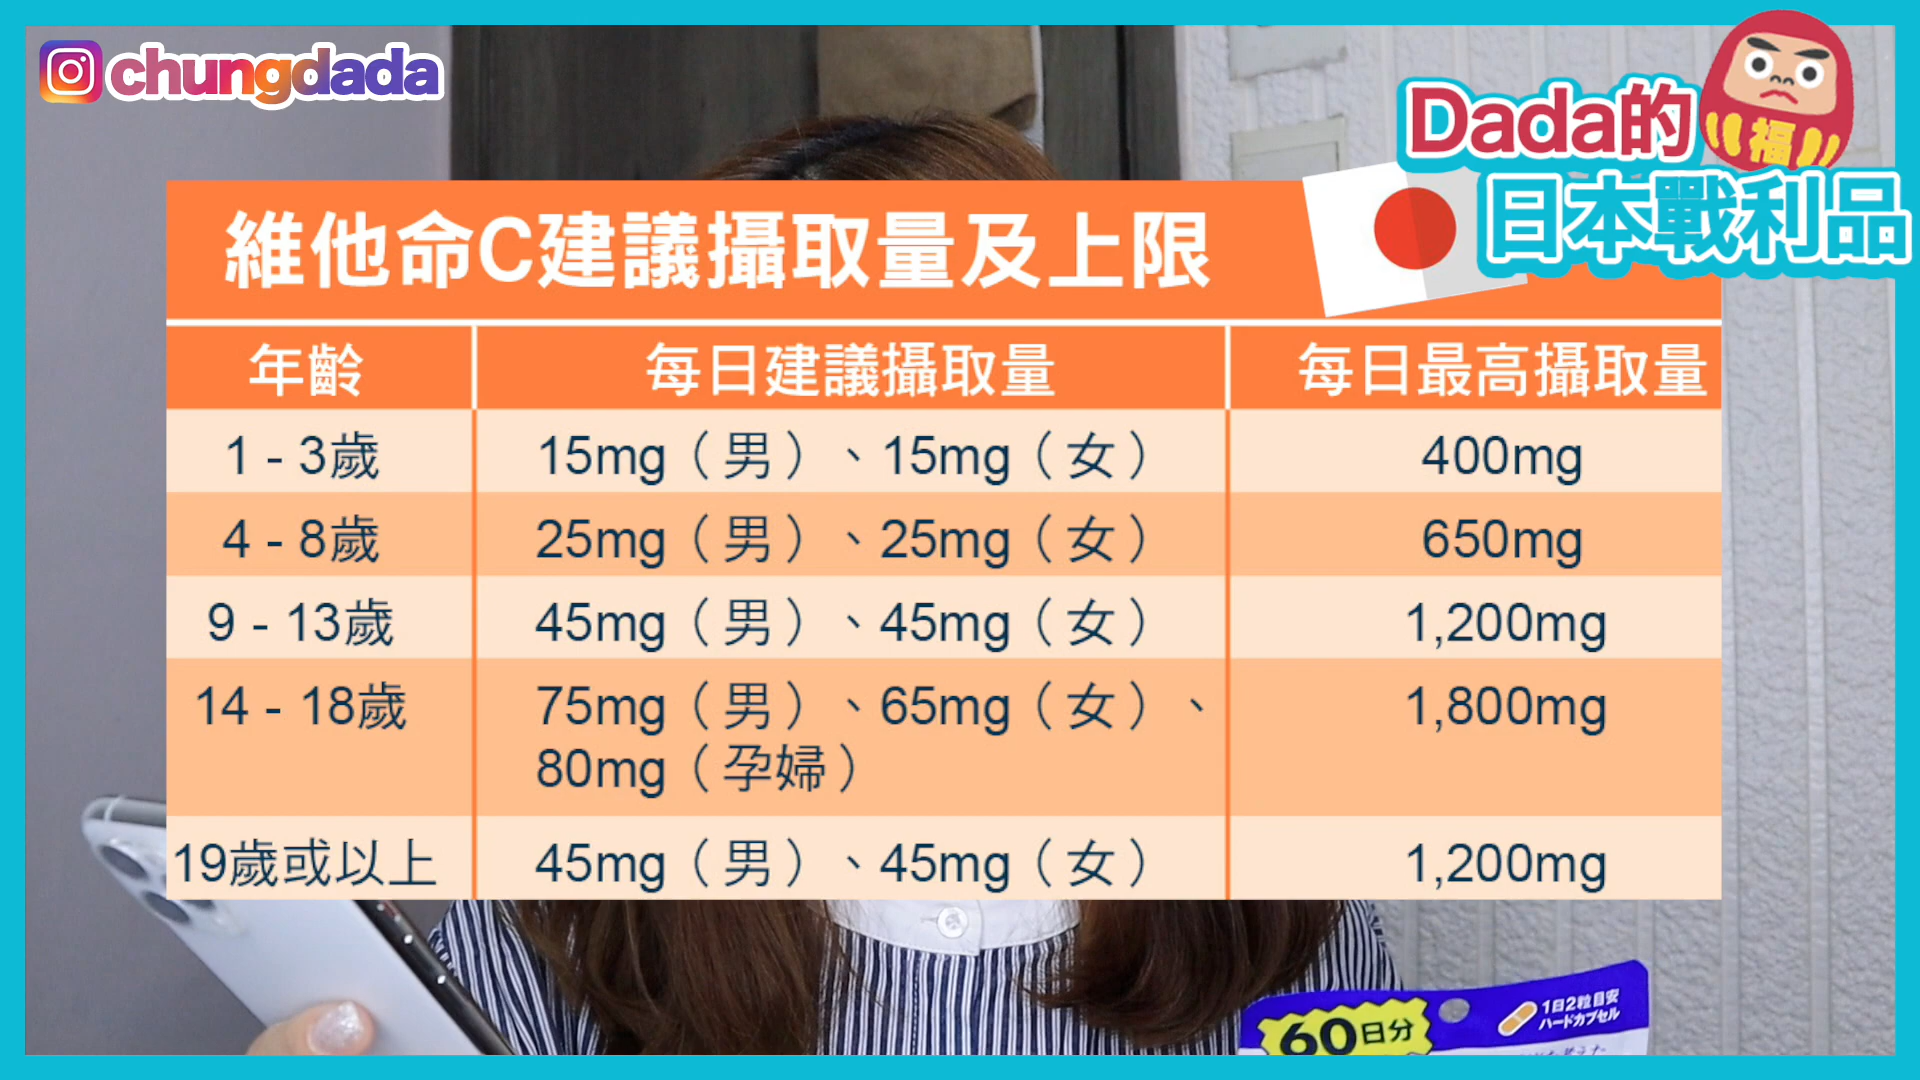 chungdada
Dada的
福
日本戰利品
維他命C建議攝取量及上限
年齡 每日建議攝取量 每日最高攝取量
1 - 3歲 15mg（男）、15mg（女） 400mg
4 - 8歲 25mg（男）、25mg（女） 650mg
9 - 13歲 45mg（男）、45mg（女） 1,200mg
14 - 18歲 75mg（男）、65mg（女）、 1,800mg
80mg（孕婦）
19歲或以上 45mg（男）、45mg（女） 1,200mg
60日分
1日2粒目安
ハードカプセル